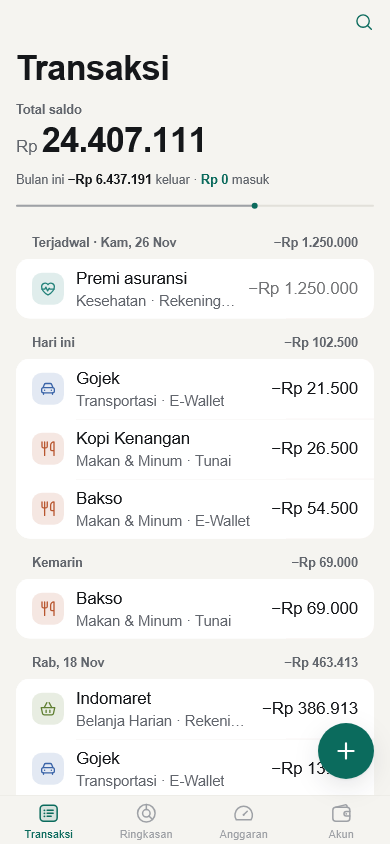 Transaksi
Total saldo
Rp 24.407.111
Bulan ini −Rp 6.437.191 keluar · Rp 0 masuk
Terjadwal · Kam, 26 Nov −Rp 1.250.000
Premi asuransi −Rp 1.250.000
Kesehatan · Rekening…
Hari ini −Rp 102.500
Gojek −Rp 21.500
Transportasi · E-Wallet
Kopi Kenangan −Rp 26.500
Makan & Minum · Tunai
Bakso −Rp 54.500
Makan & Minum · E-Wallet
Kemarin −Rp 69.000
Bakso −Rp 69.000
Makan & Minum · Tunai
Rab, 18 Nov −Rp 463.413
Indomaret −Rp 386.913
Belanja Harian · Rekeni…
Gojek −Rp
Transportasi · E-Wallet
Transaksi Ringkasan Anggaran Akun